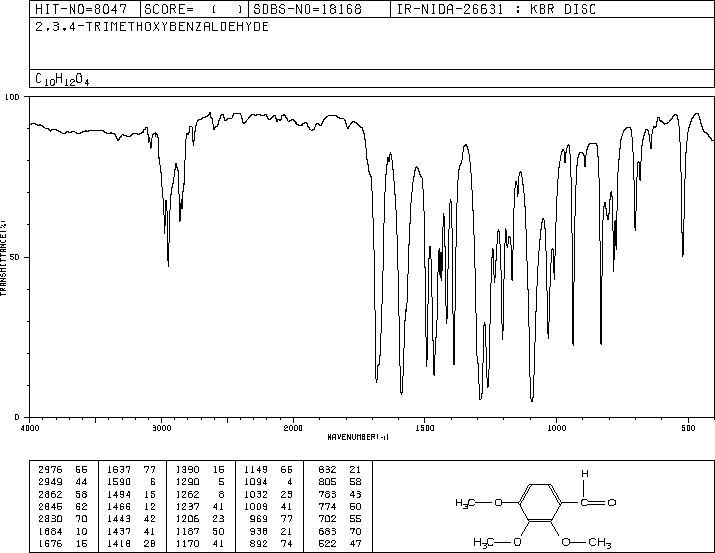 HIT-NO=8047 SCORE= ( ) SDBS-NO=18168 IR-NIDA-26631 : KBR DISC
2,3,4-TRIMETHOXYBENZALDEHYDE
C10H12O4
100
50
0
TRANSMITTANCE(%)
4000 3000 2000 1500 1000 500
WAVENUMBER(-1)
2976 66 1637 77 1390 15 1149 66 832 21
2949 44 1590 6 1290 5 1094 4 805 58
2862 58 1494 15 1262 8 1032 23 783 43
2845 62 1466 12 1237 41 1009 41 774 50
2830 70 1443 42 1206 23 969 77 702 55
1684 10 1437 41 1187 50 938 21 683 70
1676 15 1418 28 1170 41 892 74 522 47
H
H3C O C O
H3C O O CH3